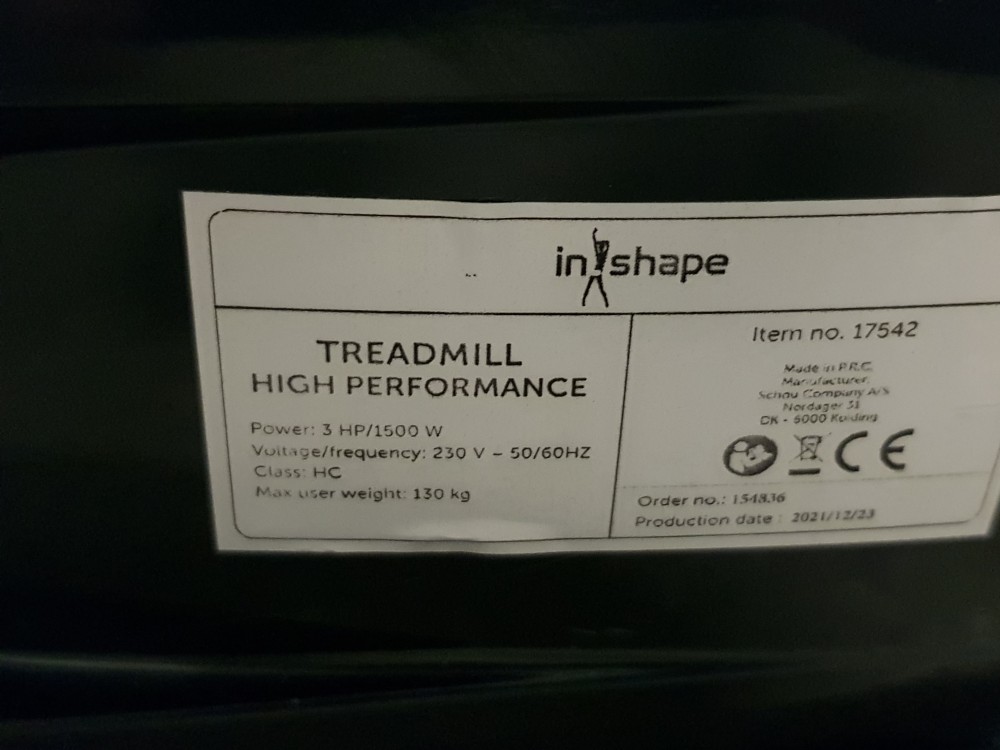 in shape
TREADMILL
HIGH PERFORMANCE
Power: 3 HP/1500 W
Voltage/frequency: 230 V ~ 50/60HZ
Class: HC
Max user weight: 130 kg
Item no. 17542
Made in P.R.C.
Manufacturer:
Schou Company A/S
Nordager 31
DK - 6000 Kolding
CE
Order no.: 154836
Production date : 2021/12/23